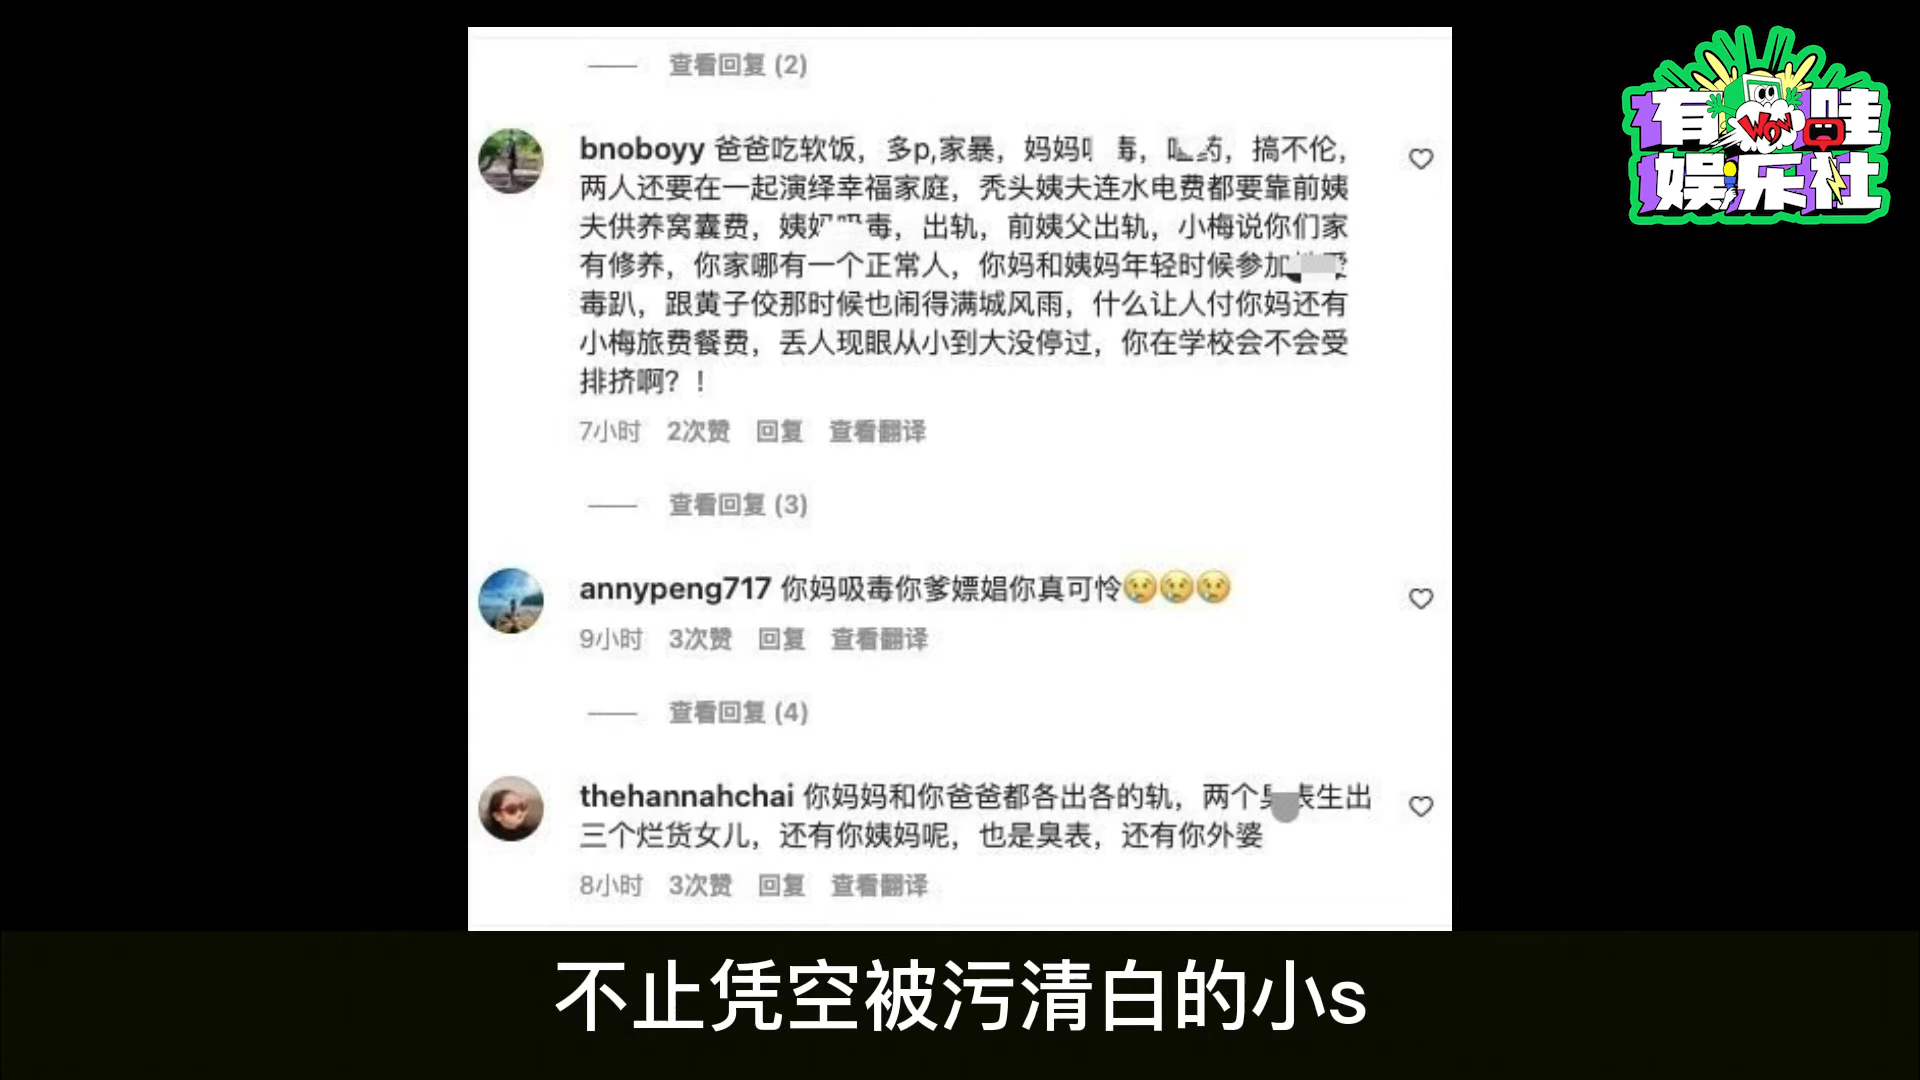 查看回复 (2)
bnoboyy 爸爸吃软饭，多p,家暴，妈妈 毒， 药，搞不伦，
两人还要在一起演绎幸福家庭，秃头姨夫连水电费都要靠前姨
夫供养窝囊费，姨 毒，出轨，前姨父出轨，小梅说你们家
有修养，你家哪有一个正常人，你妈和姨妈年轻时候参加 爱
毒趴，跟黄子佼那时候也闹得满城风雨，什么让人付你妈还有
小梅旅费餐费，丢人现眼从小到大没停过，你在学校会不会受
排挤啊？！
7小时 2次赞 回复 查看翻译
查看回复 (3)
annypeng717 你妈吸毒你爹嫖娼你真可怜😢😢😢
9小时 3次赞 回复 查看翻译
查看回复 (4)
thehannahchai 你妈妈和你爸爸都各出各的轨，两个 表生出
三个烂货女儿，还有你姨妈呢，也是臭表，还有你外婆
8小时 3次赞 回复 查看翻译
有 哇
WOW
娱乐社
不止凭空被污清白的小s